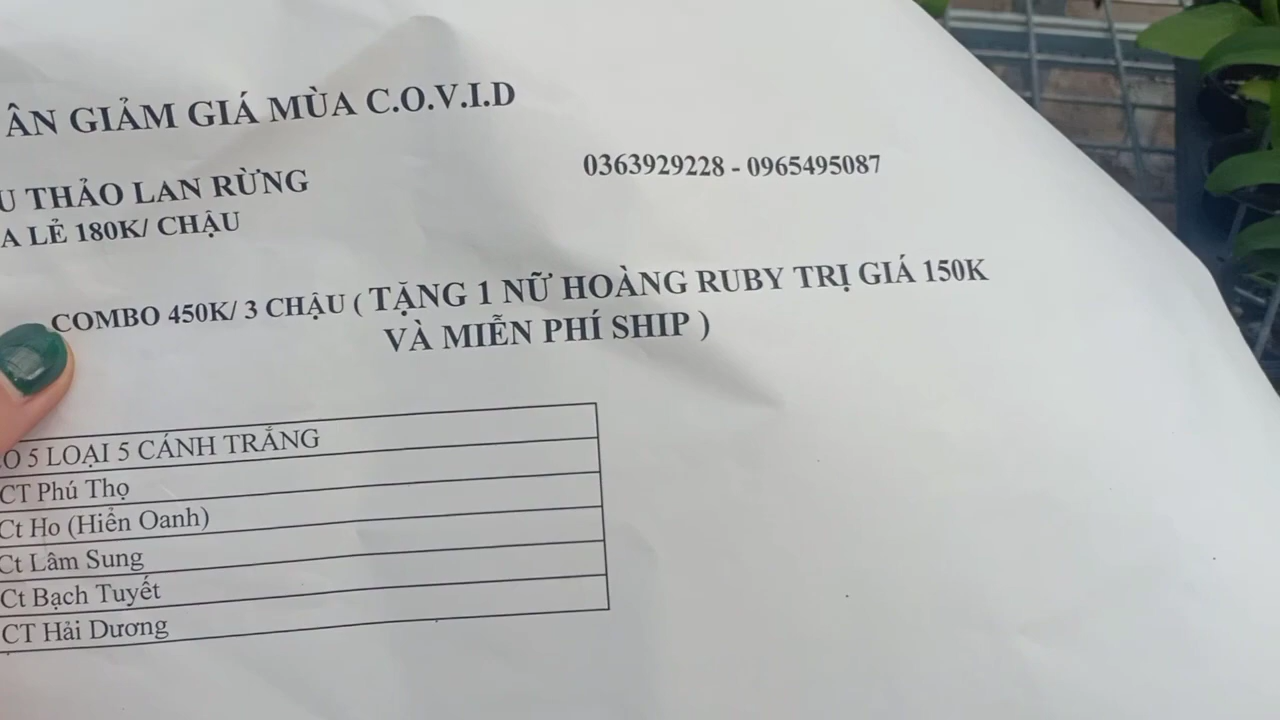 ÂN GIẢM GIÁ MÙA C.O.V.I.D
U THẢO LAN RỪNG
0363929228 - 0965495087
A LẺ 180K/ CHẬU
COMBO 450K/ 3 CHẬU ( TẶNG 1 NỮ HOÀNG RUBY TRỊ GIÁ 150K
VÀ MIỄN PHÍ SHIP )
O 5 LOẠI 5 CÁNH TRẮNG
CT Phú Thọ
Ct Ho (Hiển Oanh)
Ct Lâm Sung
Ct Bạch Tuyết
CT Hải Dương